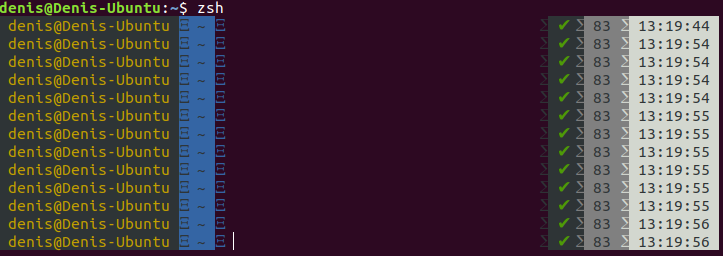 denis@Denis-Ubuntu:~$ zsh
denis@Denis-Ubuntu ~ ✔ 83 13:19:44
denis@Denis-Ubuntu ~ ✔ 83 13:19:54
denis@Denis-Ubuntu ~ ✔ 83 13:19:54
denis@Denis-Ubuntu ~ ✔ 83 13:19:54
denis@Denis-Ubuntu ~ ✔ 83 13:19:54
denis@Denis-Ubuntu ~ ✔ 83 13:19:55
denis@Denis-Ubuntu ~ ✔ 83 13:19:55
denis@Denis-Ubuntu ~ ✔ 83 13:19:55
denis@Denis-Ubuntu ~ ✔ 83 13:19:55
denis@Denis-Ubuntu ~ ✔ 83 13:19:55
denis@Denis-Ubuntu ~ ✔ 83 13:19:55
denis@Denis-Ubuntu ~ ✔ 83 13:19:56
denis@Denis-Ubuntu ~ ✔ 83 13:19:56